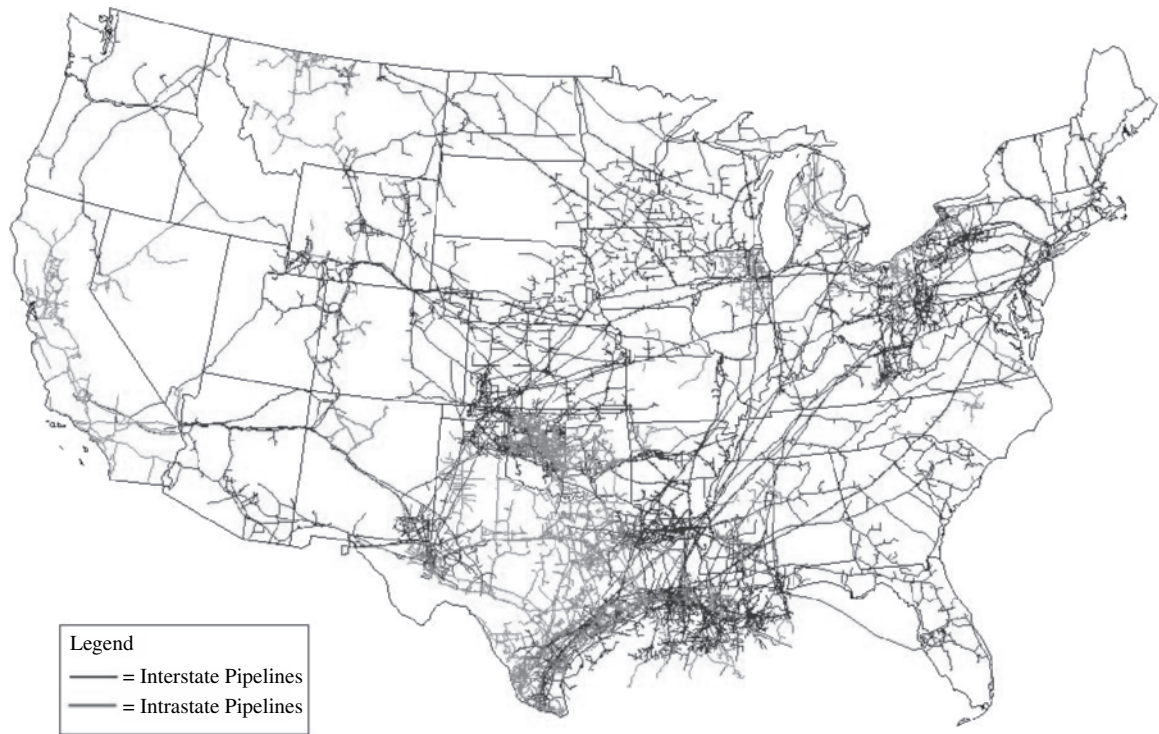 Legend
= Interstate Pipelines
= Intrastate Pipelines